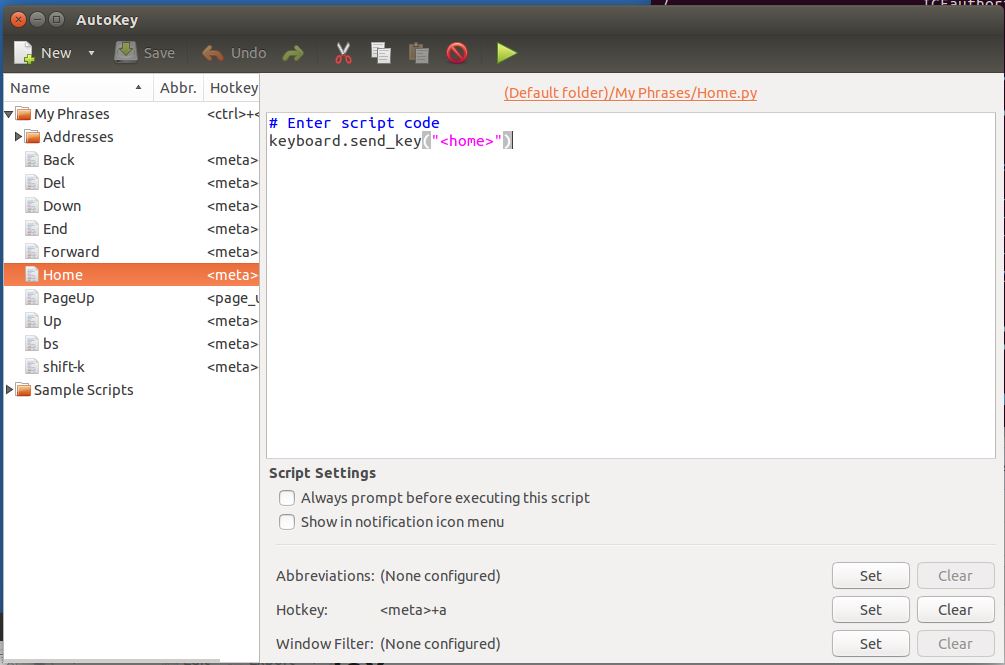 AutoKey
New Save Undo
Name Abbr. Hotkey
My Phrases <ctrl>+<
Addresses
Back <meta>
Del <meta>
Down <meta>
End <meta>
Forward <meta>
Home <meta>
PageUp <page_u
Up <meta>
bs <meta>
shift-k <meta>
Sample Scripts
(Default folder)/My Phrases/Home.py
# Enter script code
keyboard.send_key("<home>")
Script Settings
Always prompt before executing this script
Show in notification icon menu
Abbreviations: (None configured) Set Clear
Hotkey: <meta>+a Set Clear
Window Filter: (None configured) Set Clear